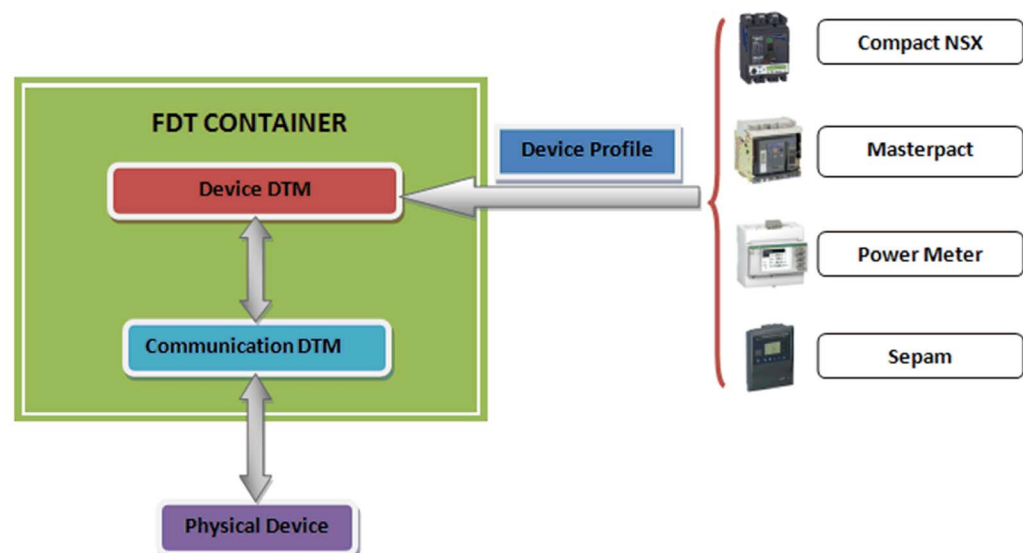 FDT CONTAINER
Device DTM
Communication DTM
Physical Device
Device Profile
Compact NSX
Masterpact
Power Meter
Sepam